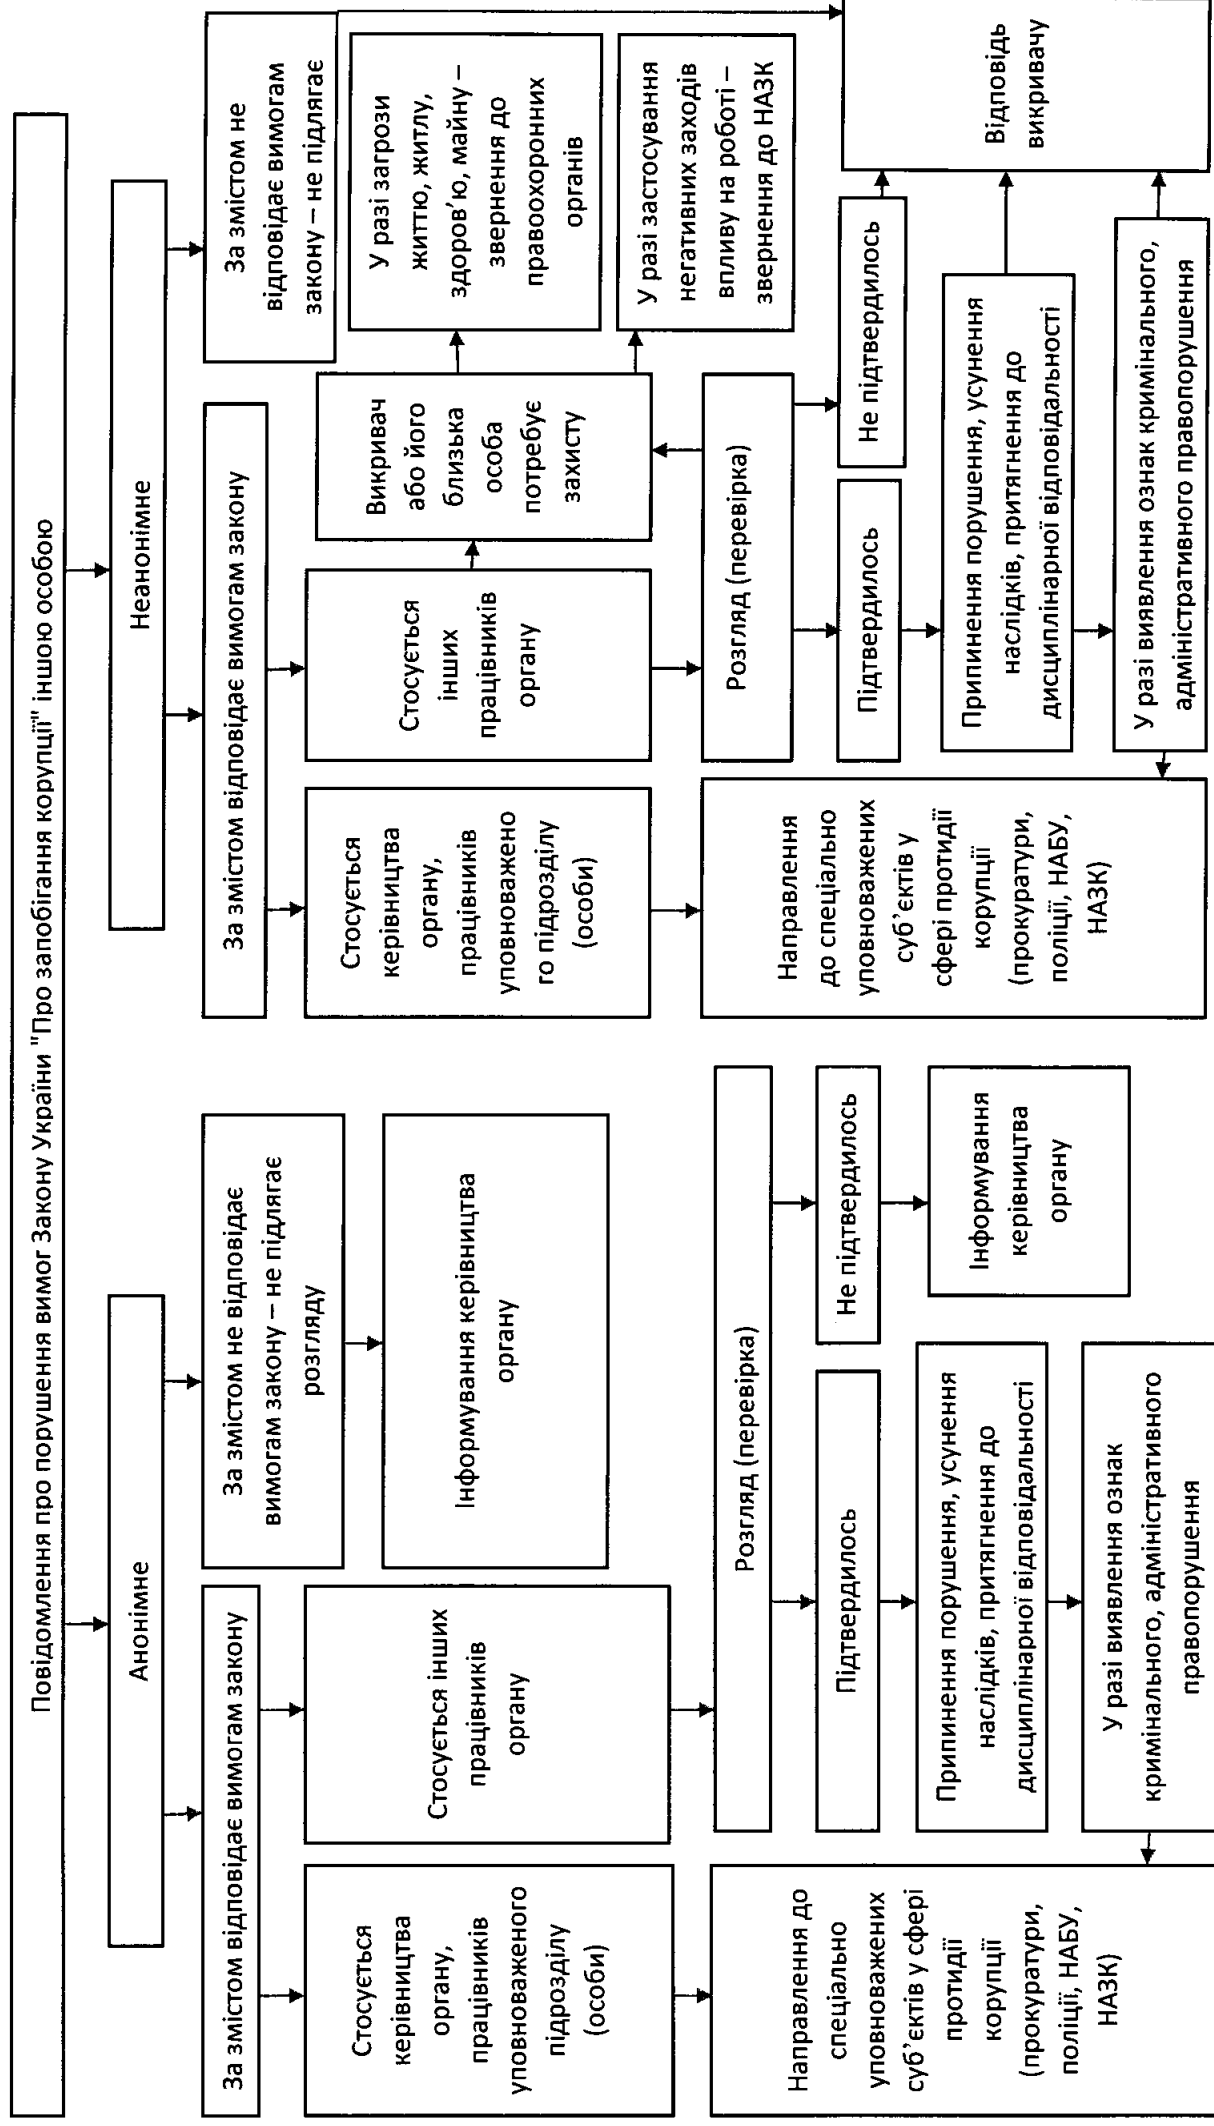 Повідомлення про порушення вимог Закону України "Про запобігання корупції" іншою особою
Анонімне
Неанонімне
За змістом відповідає вимогам закону
За змістом не відповідає
вимогам закону – не підлягає
розгляду
За змістом відповідає вимогам закону
За змістом не
відповідає вимогам
закону – не підлягає
Стосується
керівництва
органу,
працівників
уповноваженого
підрозділу
(особи)
Стосується інших
працівників
органу
Інформування керівництва
органу
Стосується
керівництва
органу,
працівників
уповноважено
го підрозділу
(особи)
Стосується
інших
працівників
органу
Викривач
або його
близька
особа
потребує
захисту
У разі загрози
життю, житлу,
здоров'ю, майну –
звернення до
правоохоронних
органів
У разі застосування
негативних заходів
впливу на роботі –
звернення до НАЗК
Направлення до
спеціально
уповноважених
суб'єктів у сфері
протидії
корупції
(прокуратури,
поліції, НАБУ,
НАЗК)
Розгляд (перевірка)
Підтвердилось
Не підтвердилось
Припинення порушення, усунення
наслідків, притягнення до
дисциплінарної відповідальності
Інформування
керівництва
органу
У разі виявлення ознак
кримінального, адміністративного
правопорушення
Направлення
до спеціально
уповноважених
суб'єктів у
сфері протидії
корупції
(прокуратури,
поліції, НАБУ,
НАЗК)
Розгляд (перевірка)
Підтвердилось
Не підтвердилось
Припинення порушення, усунення
наслідків, притягнення до
дисциплінарної відповідальності
У разі виявлення ознак кримінального,
адміністративного правопорушення
Відповідь
викривачу